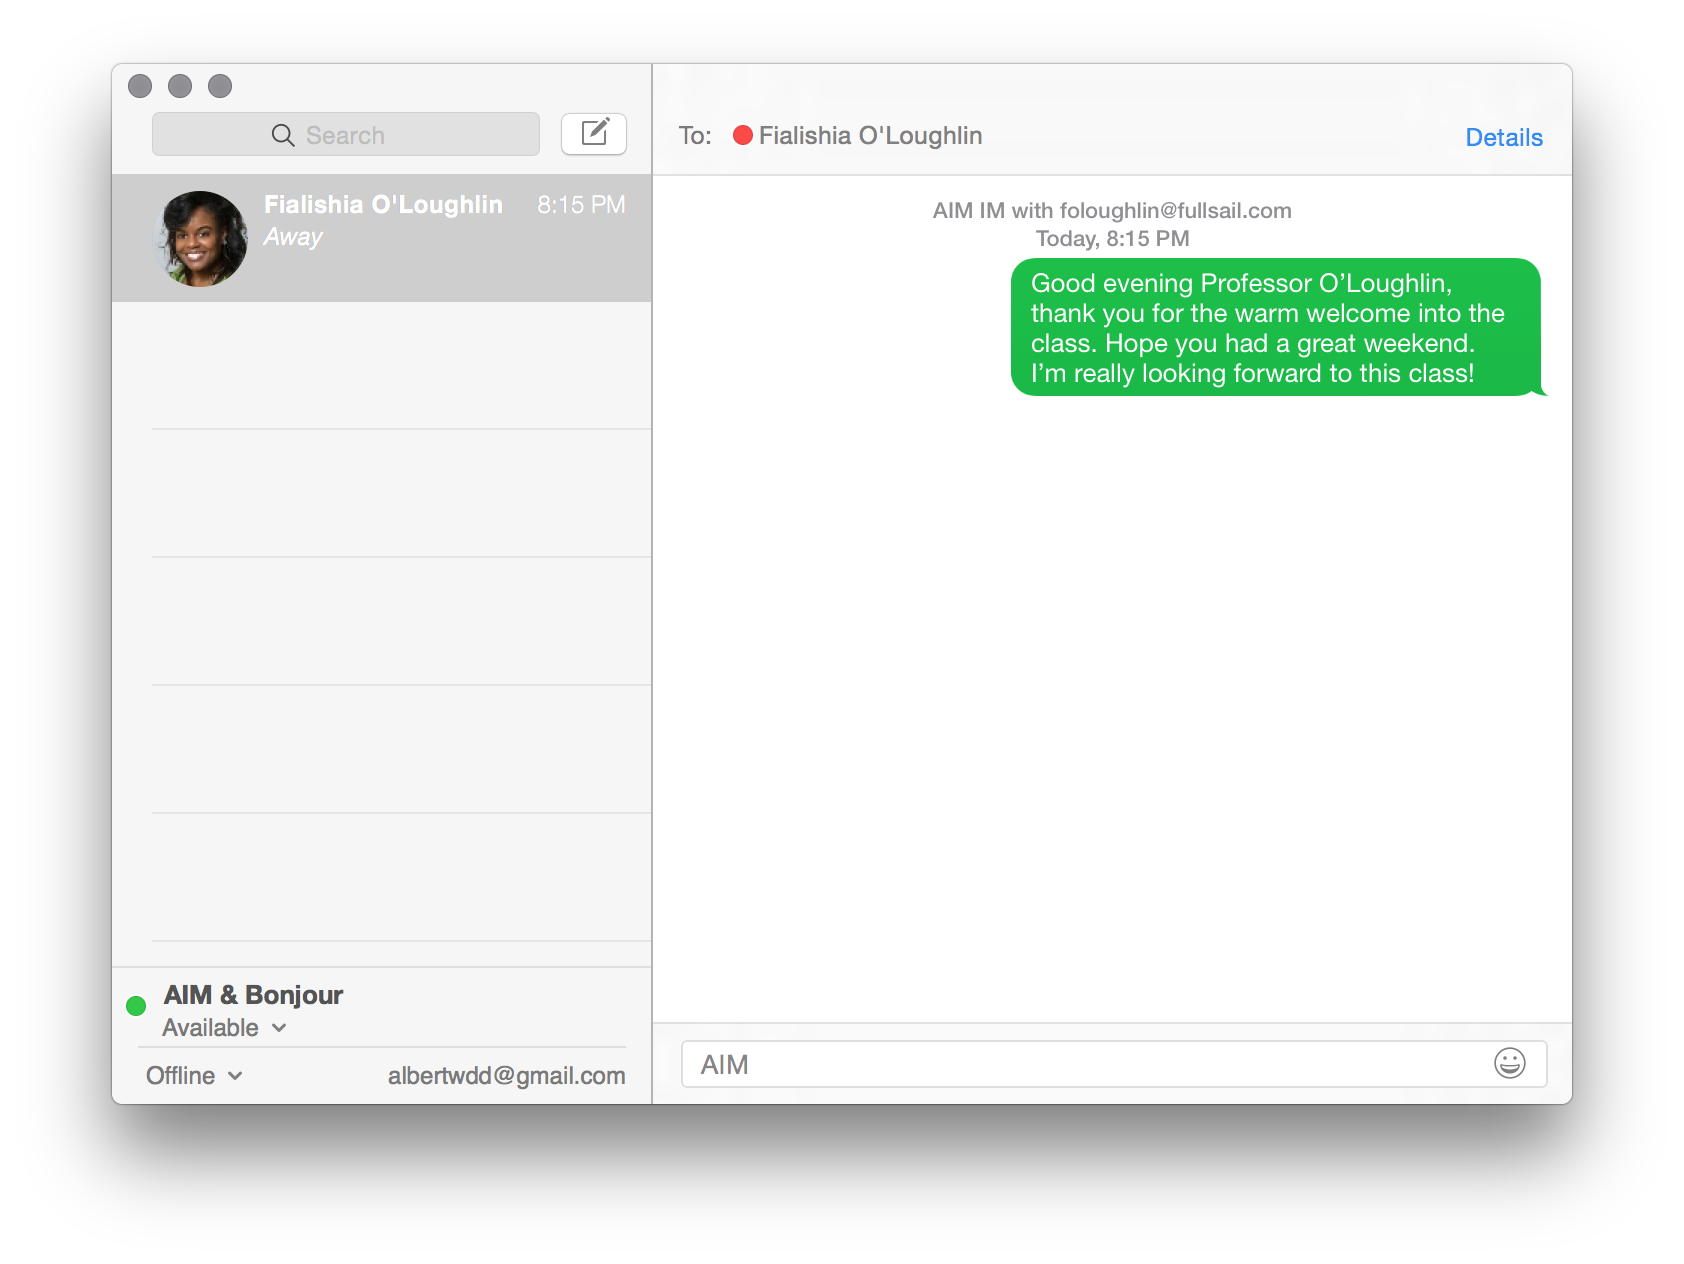 Search
Fialishia O'Loughlin 8:15 PM
Away
AIM & Bonjour
Available
Offline albertwdd@gmail.com
To: Fialishia O'Loughlin Details
AIM IM with foloughlin@fullsail.com
Today, 8:15 PM
Good evening Professor O’Loughlin,
thank you for the warm welcome into the
class. Hope you had a great weekend.
I’m really looking forward to this class!
AIM